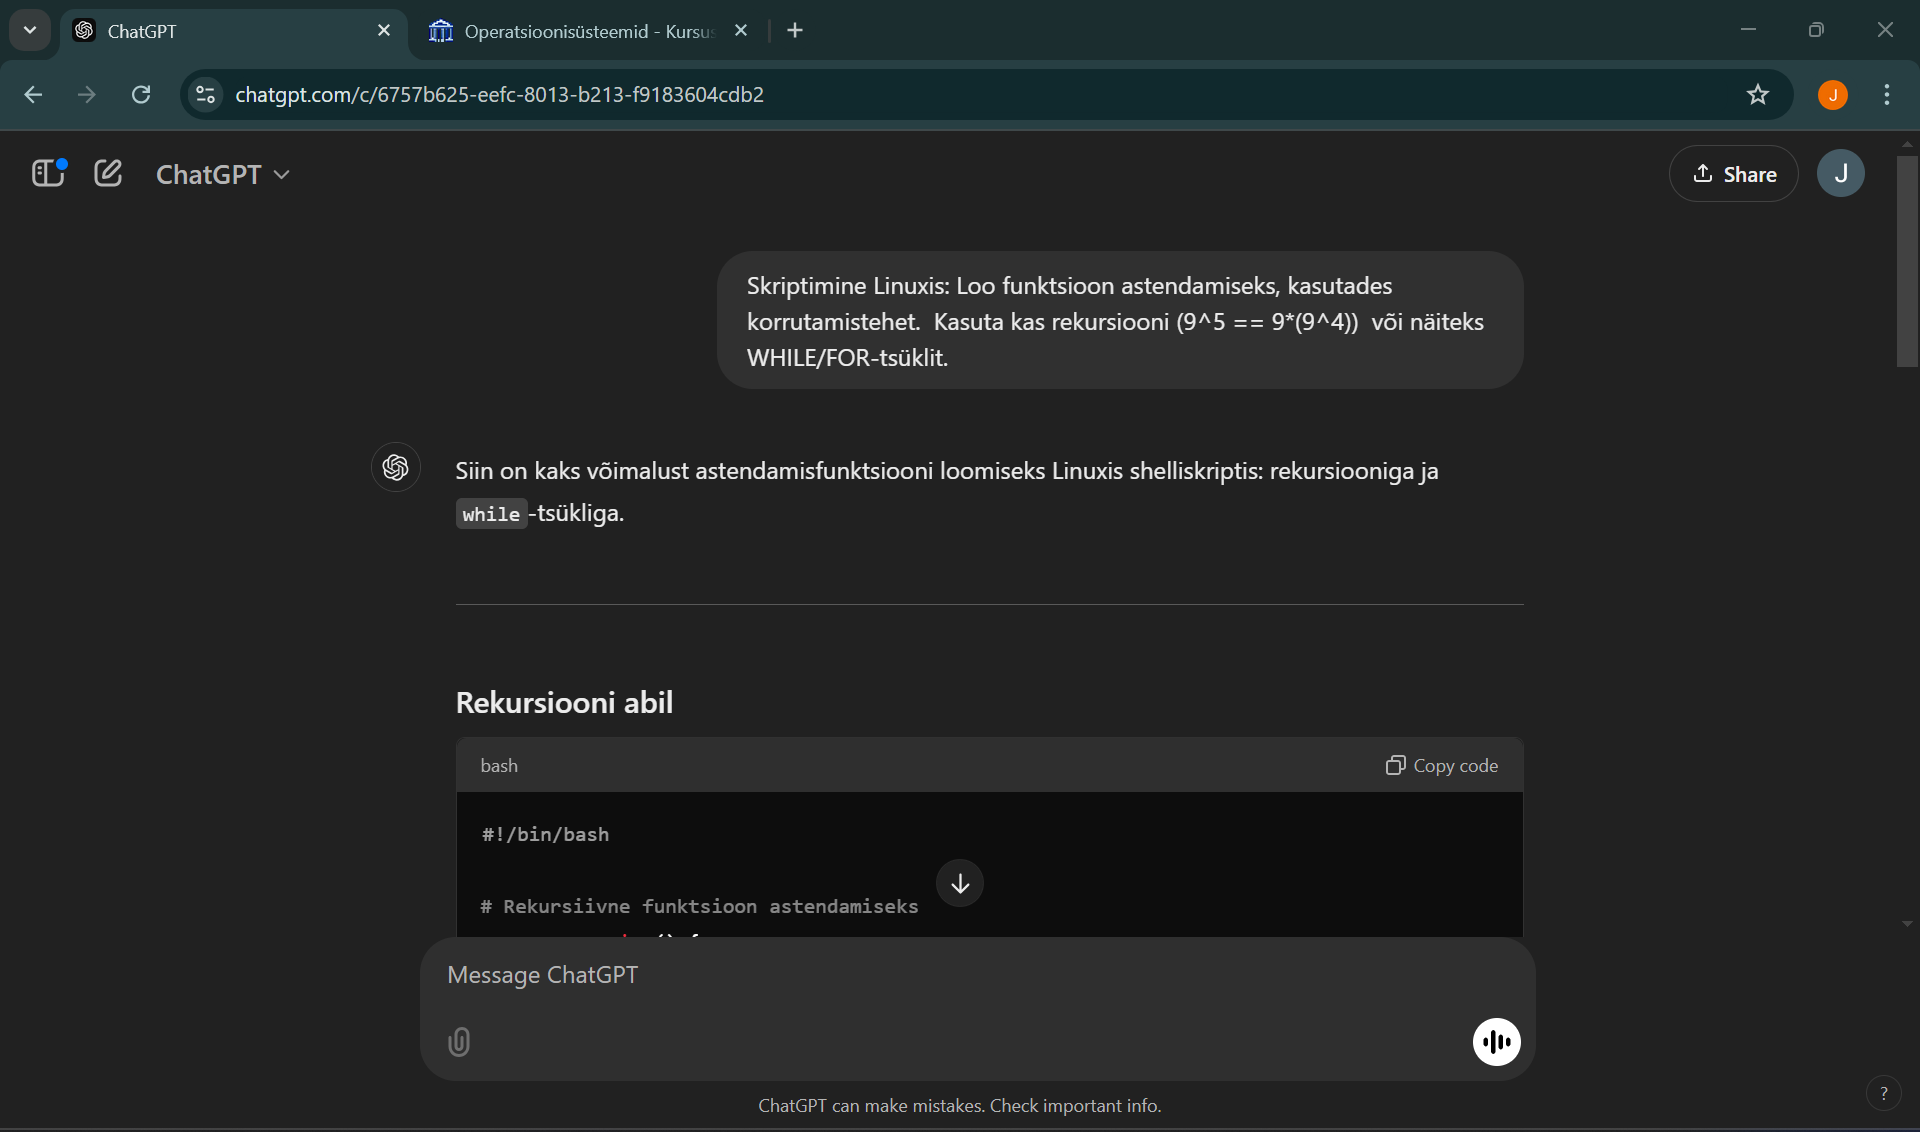 ChatGPT
Operatsioonisüsteemid - Kursus
chatgpt.com/c/6757b625-eefc-8013-b213-f9183604cdb2
J
ChatGPT
Share
J
Skriptimine Linuxis: Loo funktsioon astendamiseks, kasutades
korrutamistehet.  Kasuta kas rekursiooni (9^5 == 9*(9^4))  või näiteks
WHILE/FOR-tsüklit.
Siin on kaks võimalust astendamisfunktsiooni loomiseks Linuxis shelliskriptis: rekursiooniga ja
while-tsükliga.
Rekursiooni abil
bash
Copy code
#!/bin/bash
# Rekursiivne funktsioon astendamiseks
Message ChatGPT
ChatGPT can make mistakes. Check important info.
?